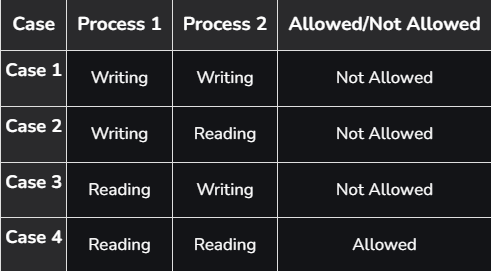 Case Process 1 Process 2 Allowed/Not Allowed
Case 1 Writing Writing Not Allowed
Case 2 Writing Reading Not Allowed
Case 3 Reading Writing Not Allowed
Case 4 Reading Reading Allowed